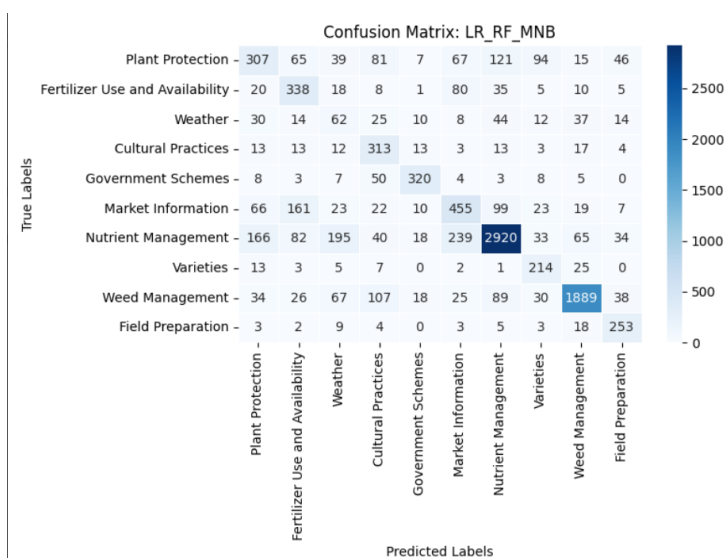 Confusion Matrix: LR_RF_MNB
True Labels
Plant Protection 307 65 39 81 7 67 121 94 15 46
Fertilizer Use and Availability 20 338 18 8 1 80 35 5 10 5
Weather 30 14 62 25 10 8 44 12 37 14
Cultural Practices 13 13 12 313 13 3 13 3 17 4
Government Schemes 8 3 7 50 320 4 3 8 5 0
Market Information 66 161 23 22 10 455 99 23 19 7
Nutrient Management 166 82 195 40 18 239 2920 33 65 34
Varieties 13 3 5 7 0 2 1 214 25 0
Weed Management 34 26 67 107 18 25 89 30 1889 38
Field Preparation 3 2 9 4 0 3 5 3 18 253
Plant Protection
Fertilizer Use and Availability
Weather
Cultural Practices
Government Schemes
Market Information
Nutrient Management
Varieties
Weed Management
Field Preparation
Predicted Labels
2500
2000
1500
1000
500
0